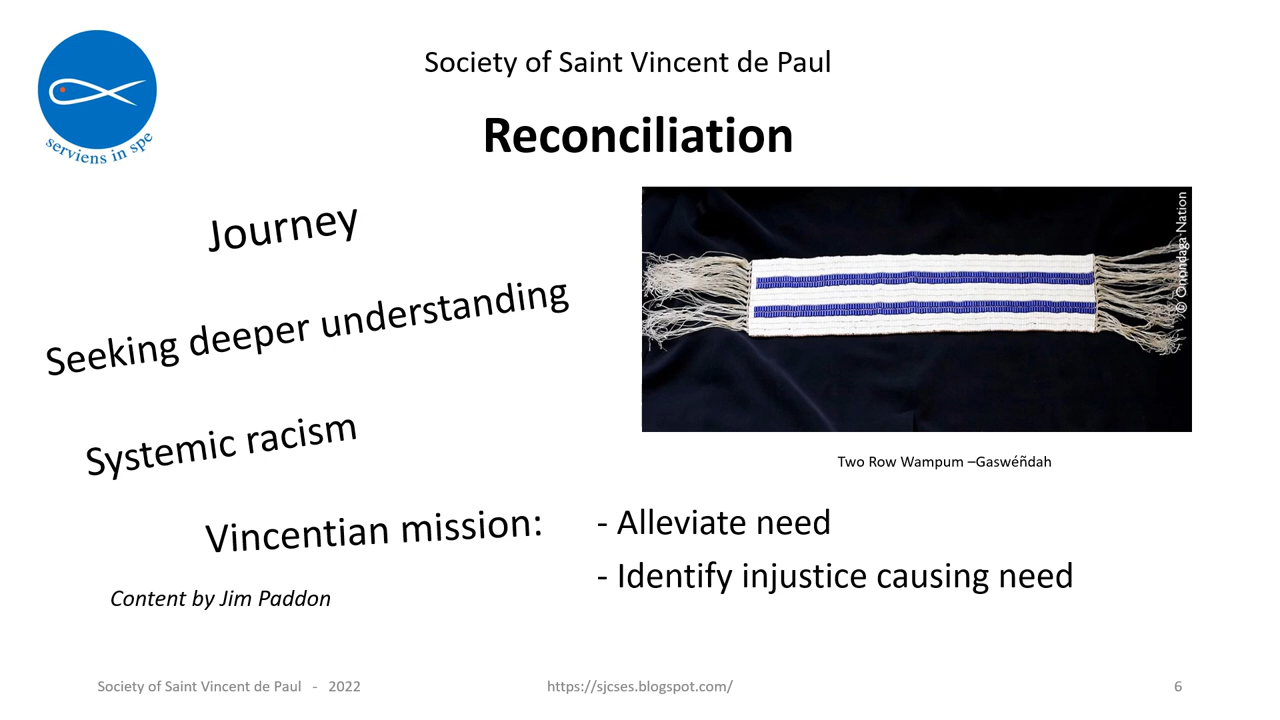 serviens in spe
Society of Saint Vincent de Paul
Reconciliation
Journey
Seeking deeper understanding
Systemic racism
Vincentian mission:
© Onondaga Nation
Two Row Wampum –Gaswéñdah
- Alleviate need
- Identify injustice causing need
Content by Jim Paddon
Society of Saint Vincent de Paul - 2022
https://sjcses.blogspot.com/
6